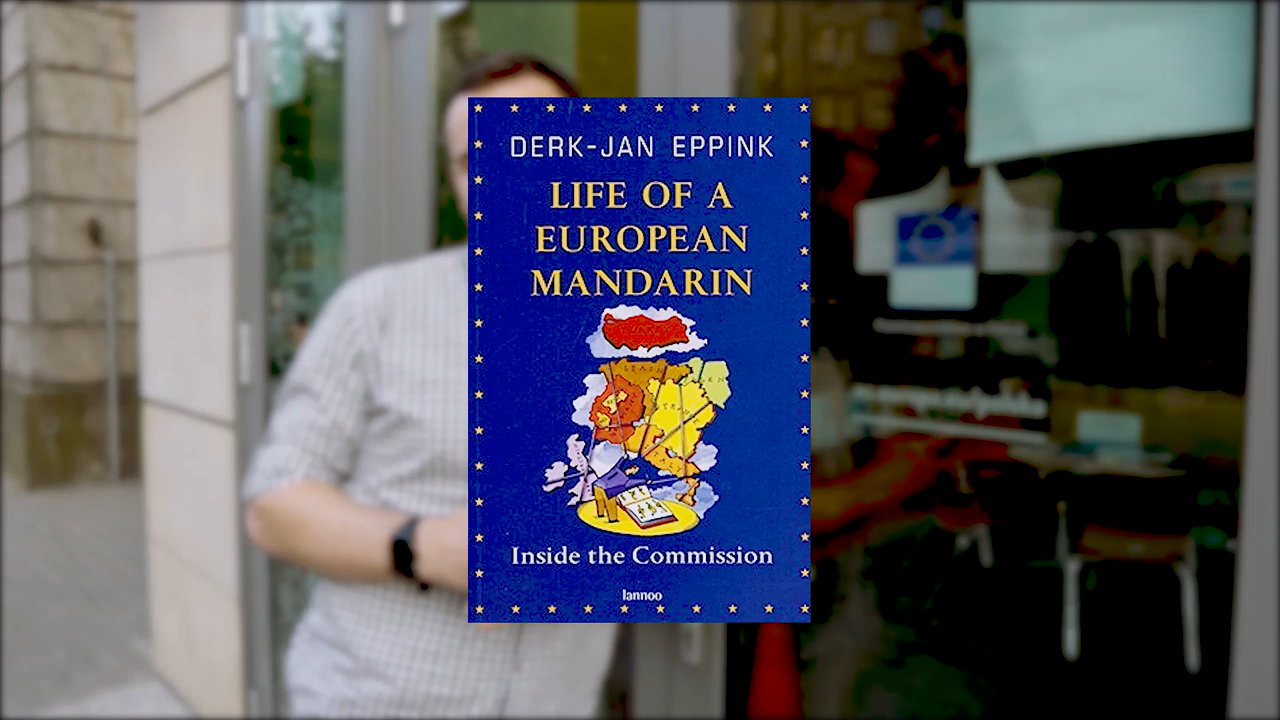 DERK-JAN EPPINK
LIFE OF A
EUROPEAN
MANDARIN
Inside the Commission
lannoo